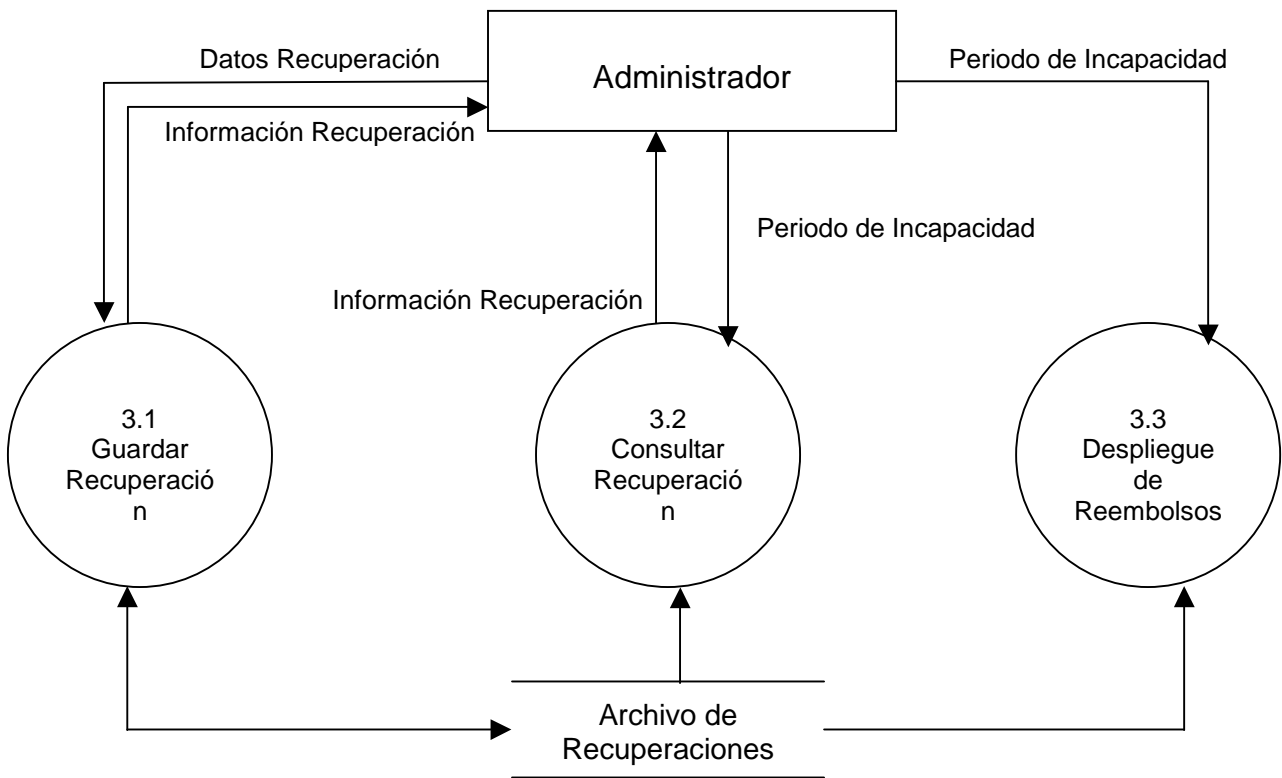 Datos Recuperación
Administrador
Periodo de Incapacidad
Información Recuperación
Periodo de Incapacidad
Información Recuperación
3.1
Guardar
Recuperació
n
3.2
Consultar
Recuperació
n
3.3
Despliegue
de
Reembolsos
Archivo de
Recuperaciones